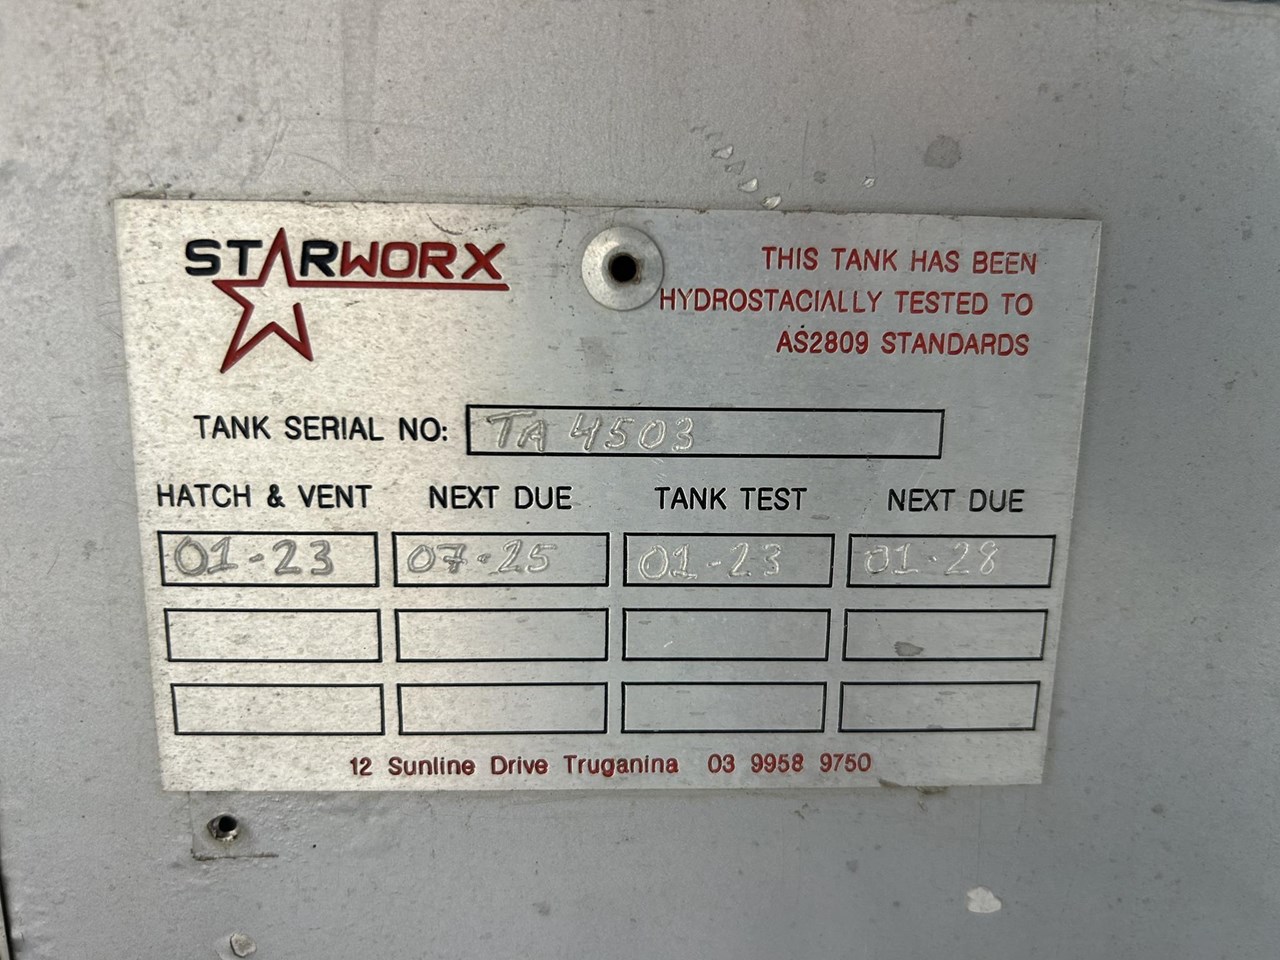 STARWORX
THIS TANK HAS BEEN
HYDROSTACIALLY TESTED TO
AS2809 STANDARDS
TANK SERIAL NO: TA 4503
HATCH & VENT NEXT DUE TANK TEST NEXT DUE
01-23 07-25 01-23 01-28
12 Sunline Drive Truganina 03 9958 9750